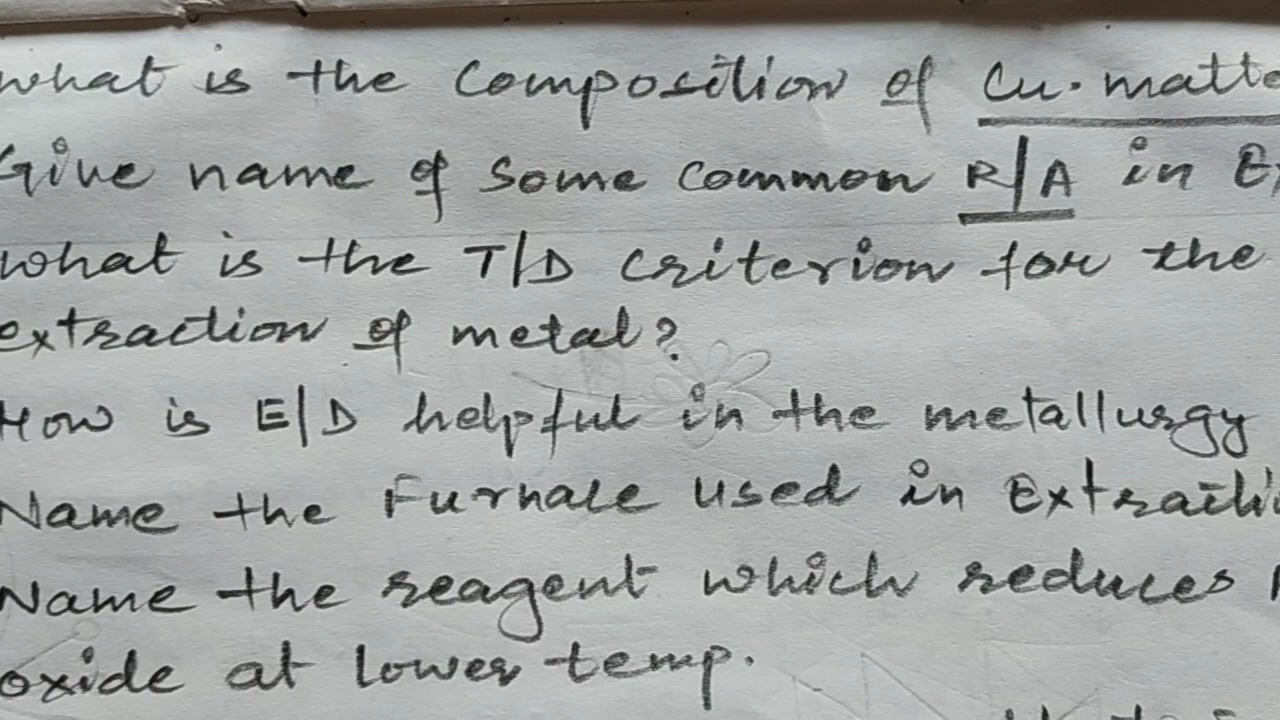 what is the composition of Cu. matte
Give name of some common R/A in
what is the T/D criterion for the
extraction of metal?
How is E/D helpful in the metallurgy
Name the Furnace used in
Name the reagent which reduces
oxide at lower temp.